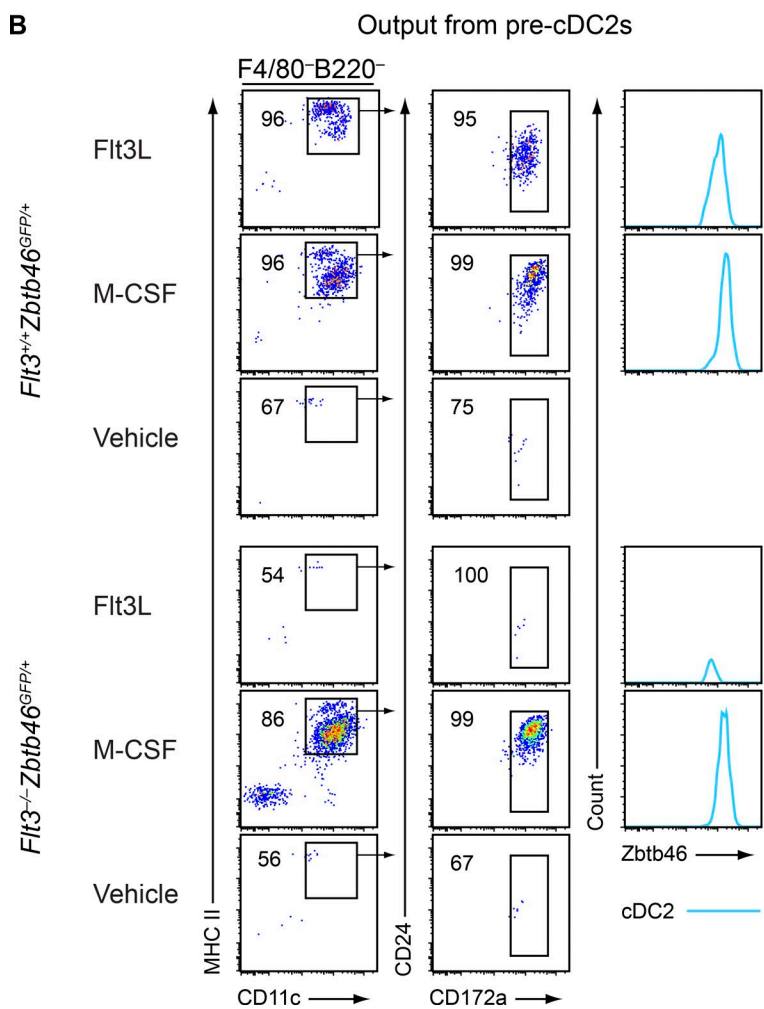 B
Output from pre-cDC2s
F4/80⁻B220⁻
Flt3⁺/⁺Zbtb46ᴳᶠᴾ/⁺
Flt3L
96
95
M-CSF
96
99
Vehicle
67
75
Flt3⁻/⁻Zbtb46ᴳᶠᴾ/⁺
Flt3L
54
100
M-CSF
86
99
Vehicle
56
67
MHC II
CD24
Count
CD11c
CD172a
Zbtb46
cDC2